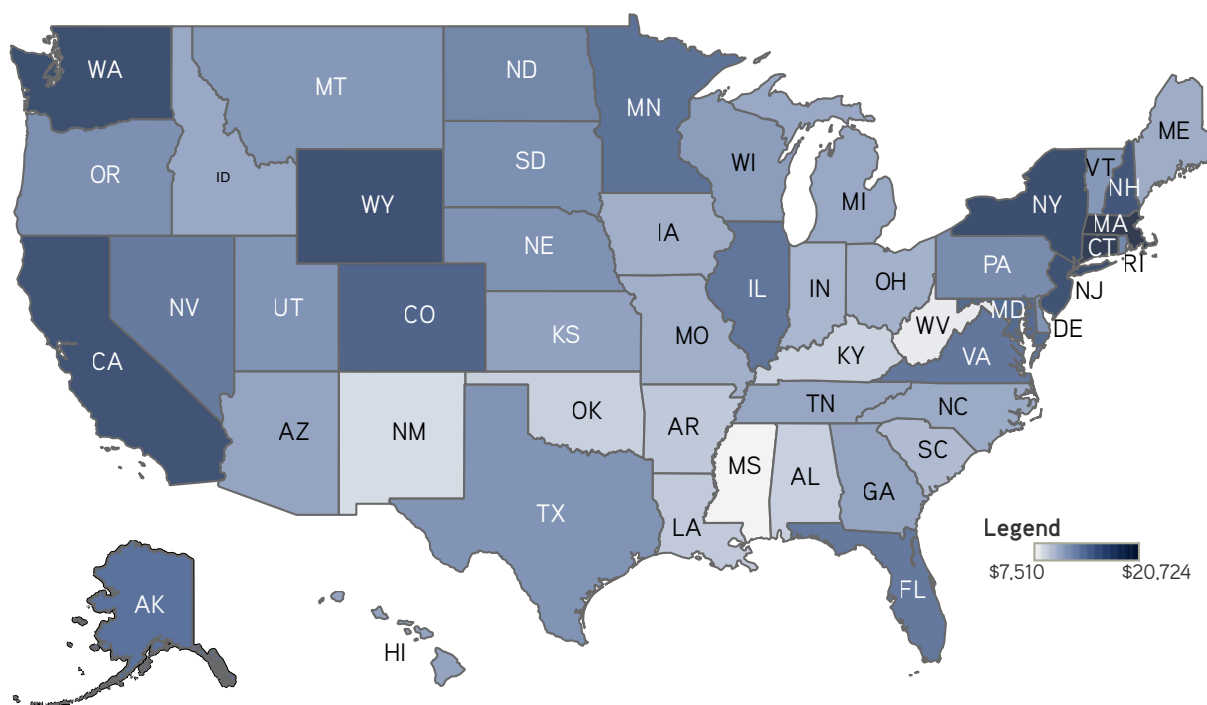 WA
MT
ND
MN
ME
OR
ID
SD
WI
VT
NH
WY
MI
NY
MA
NE
IA
CT
RI
PA
NJ
NV
UT
CO
IL
IN
OH
MD
DE
CA
KS
MO
WV
KY
VA
TN
NC
AZ
NM
OK
AR
SC
MS
AL
GA
TX
LA
Legend
$7,510
$20,724
FL
AK
HI